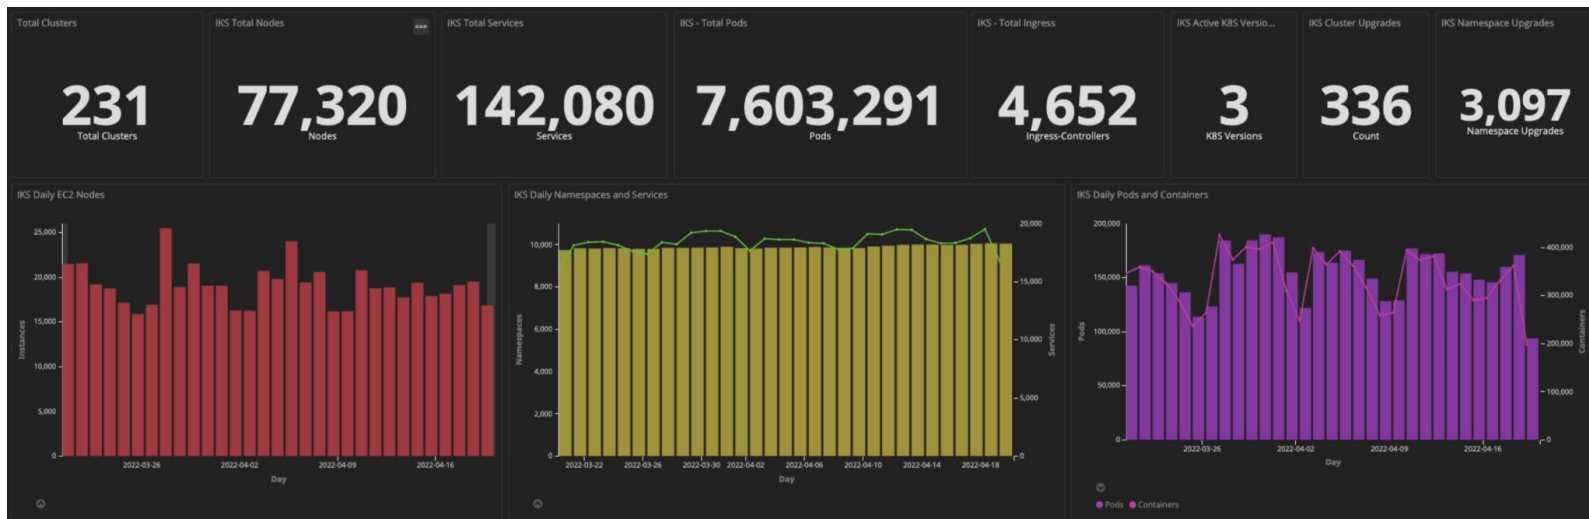 Total Clusters
231
Total Clusters
IKS Total Nodes
77,320
Nodes
IKS Total Services
142,080
Services
IKS - Total Pods
7,603,291
Pods
IKS - Total Ingress
4,652
Ingress-Controllers
IKS Active K8S Versio...
3
K8S Versions
IKS Cluster Upgrades
336
Count
IKS Namespace Upgrades
3,097
Namespace Upgrades
IKS Daily EC2 Nodes
25,000
20,000
15,000
10,000
5,000
0
Instances
2022-03-26
2022-04-02
2022-04-09
2022-04-16
Day
IKS Daily Namespaces and Services
10,000
8,000
6,000
4,000
2,000
0
Namespaces
20,000
15,000
10,000
5,000
0
Services
2022-03-22
2022-03-26
2022-03-30
2022-04-02
2022-04-06
2022-04-10
2022-04-14
2022-04-18
Day
IKS Daily Pods and Containers
200,000
150,000
100,000
50,000
0
Pods
400,000
300,000
200,000
100,000
0
Containers
2022-03-26
2022-04-02
2022-04-09
2022-04-16
Day
Pods
Containers